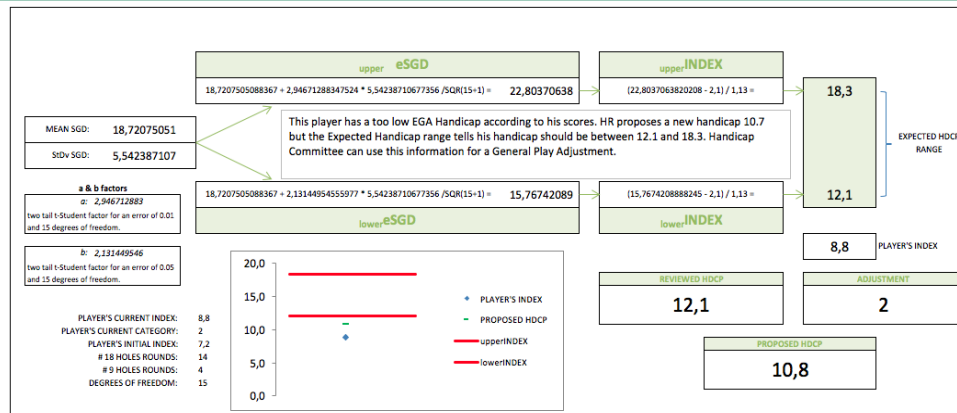 upper eSGD
upperINDEX
18,7207505088367 + 2,94671288347524 * 5,54238710677356 /SQR(15+1) = 22,80370638
(22,8037063820208 - 2,1) / 1,13 =
18,3
MEAN SGD: 18,72075051
StDv SGD: 5,542387107
This player has a too low EGA Handicap according to his scores. HR proposes a new handicap 10.7
but the Expected Handicap range tells his handicap should be between 12.1 and 18.3. Handicap
Committee can use this information for a General Play Adjustment.
EXPECTED HDCP
RANGE
a & b factors
a: 2,946712883
two tail t-Student factor for an error of 0.01
and 15 degrees of freedom.
18,7207505088367 + 2,13144954555977 * 5,54238710677356 /SQR(15+1) = 15,76742089
(15,7674208888245 - 2,1) / 1,13 =
12,1
lowereSGD
lowerINDEX
b: 2,131449546
two tail t-Student factor for an error of 0.05
and 15 degrees of freedom.
8,8 PLAYER'S INDEX
20,0
15,0
10,0
5,0
0,0
PLAYER'S INDEX
PROPOSED HDCP
upperINDEX
lowerINDEX
REVIEWED HDCP
12,1
ADJUSTMENT
2
PROPOSED HDCP
10,8
PLAYER'S CURRENT INDEX: 8,8
PLAYER'S CURRENT CATEGORY: 2
PLAYER'S INITIAL INDEX: 7,2
# 18 HOLES ROUNDS: 14
# 9 HOLES ROUNDS: 4
DEGREES OF FREEDOM: 15